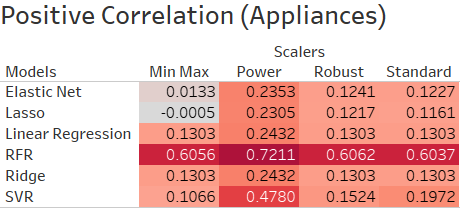 Positive Correlation (Appliances)
Scalers
Models Min Max Power Robust Standard
Elastic Net 0.0133 0.2353 0.1241 0.1227
Lasso -0.0005 0.2305 0.1217 0.1161
Linear Regression 0.1303 0.2432 0.1303 0.1303
RFR 0.6056 0.7211 0.6062 0.6037
Ridge 0.1303 0.2432 0.1303 0.1303
SVR 0.1066 0.4780 0.1524 0.1972